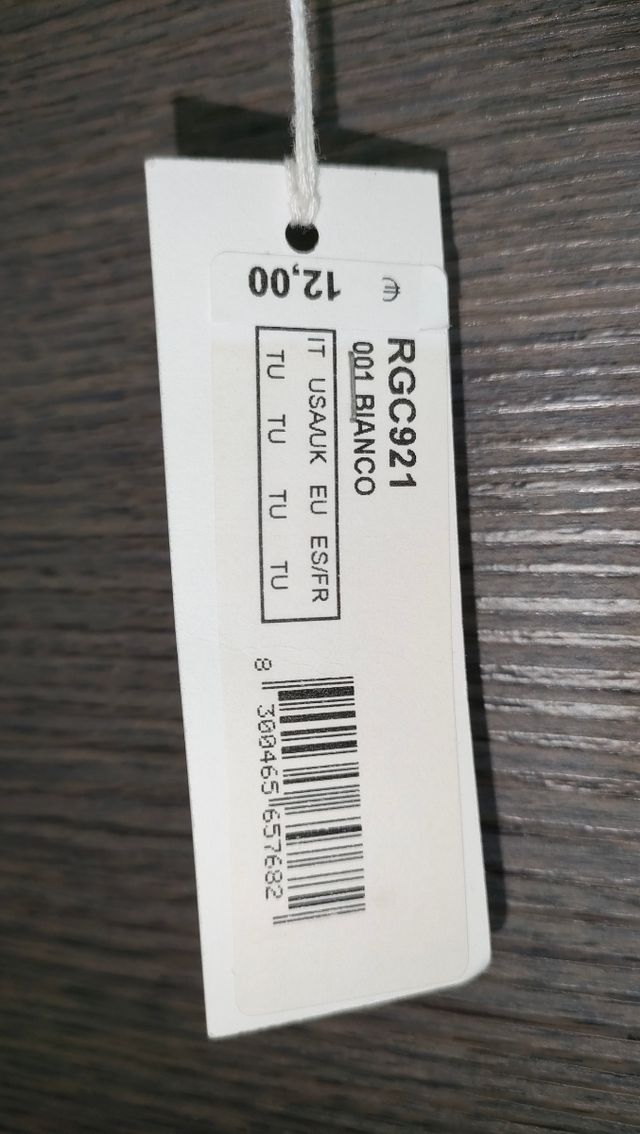 € 12,00
RGC921
001 BIANCO
IT USA/UK EU ES/FR
TU TU TU TU
8 300465 657682